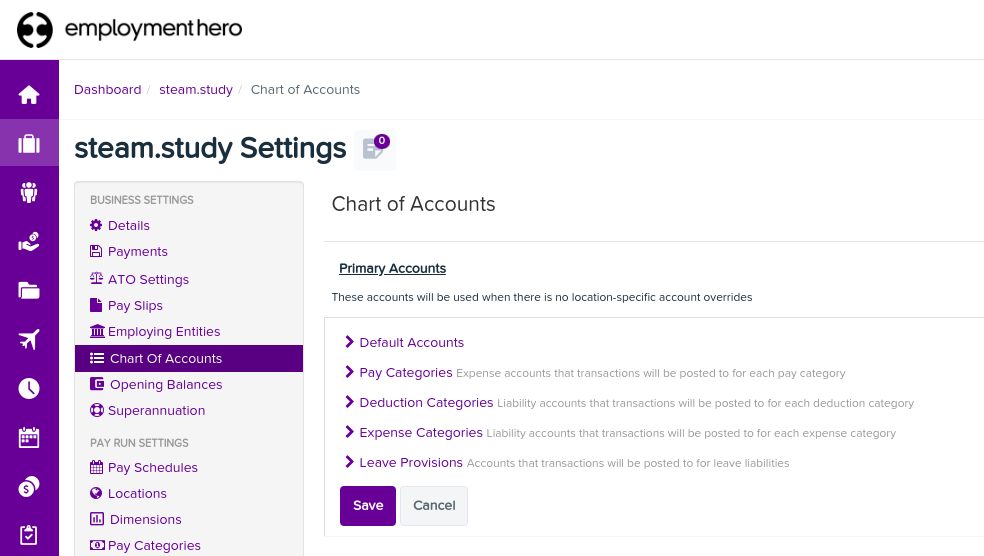 employmenthero
Dashboard / steam.study / Chart of Accounts
steam.study Settings 0
BUSINESS SETTINGS
Details
Payments
ATO Settings
Pay Slips
Employing Entities
Chart Of Accounts
Opening Balances
Superannuation
PAY RUN SETTINGS
Pay Schedules
Locations
Dimensions
Pay Categories
Chart of Accounts
Primary Accounts
These accounts will be used when there is no location-specific account overrides
Default Accounts
Pay Categories Expense accounts that transactions will be posted to for each pay category
Deduction Categories Liability accounts that transactions will be posted to for each deduction category
Expense Categories Liability accounts that transactions will be posted to for each expense category
Leave Provisions Accounts that transactions will be posted to for leave liabilities
Save Cancel